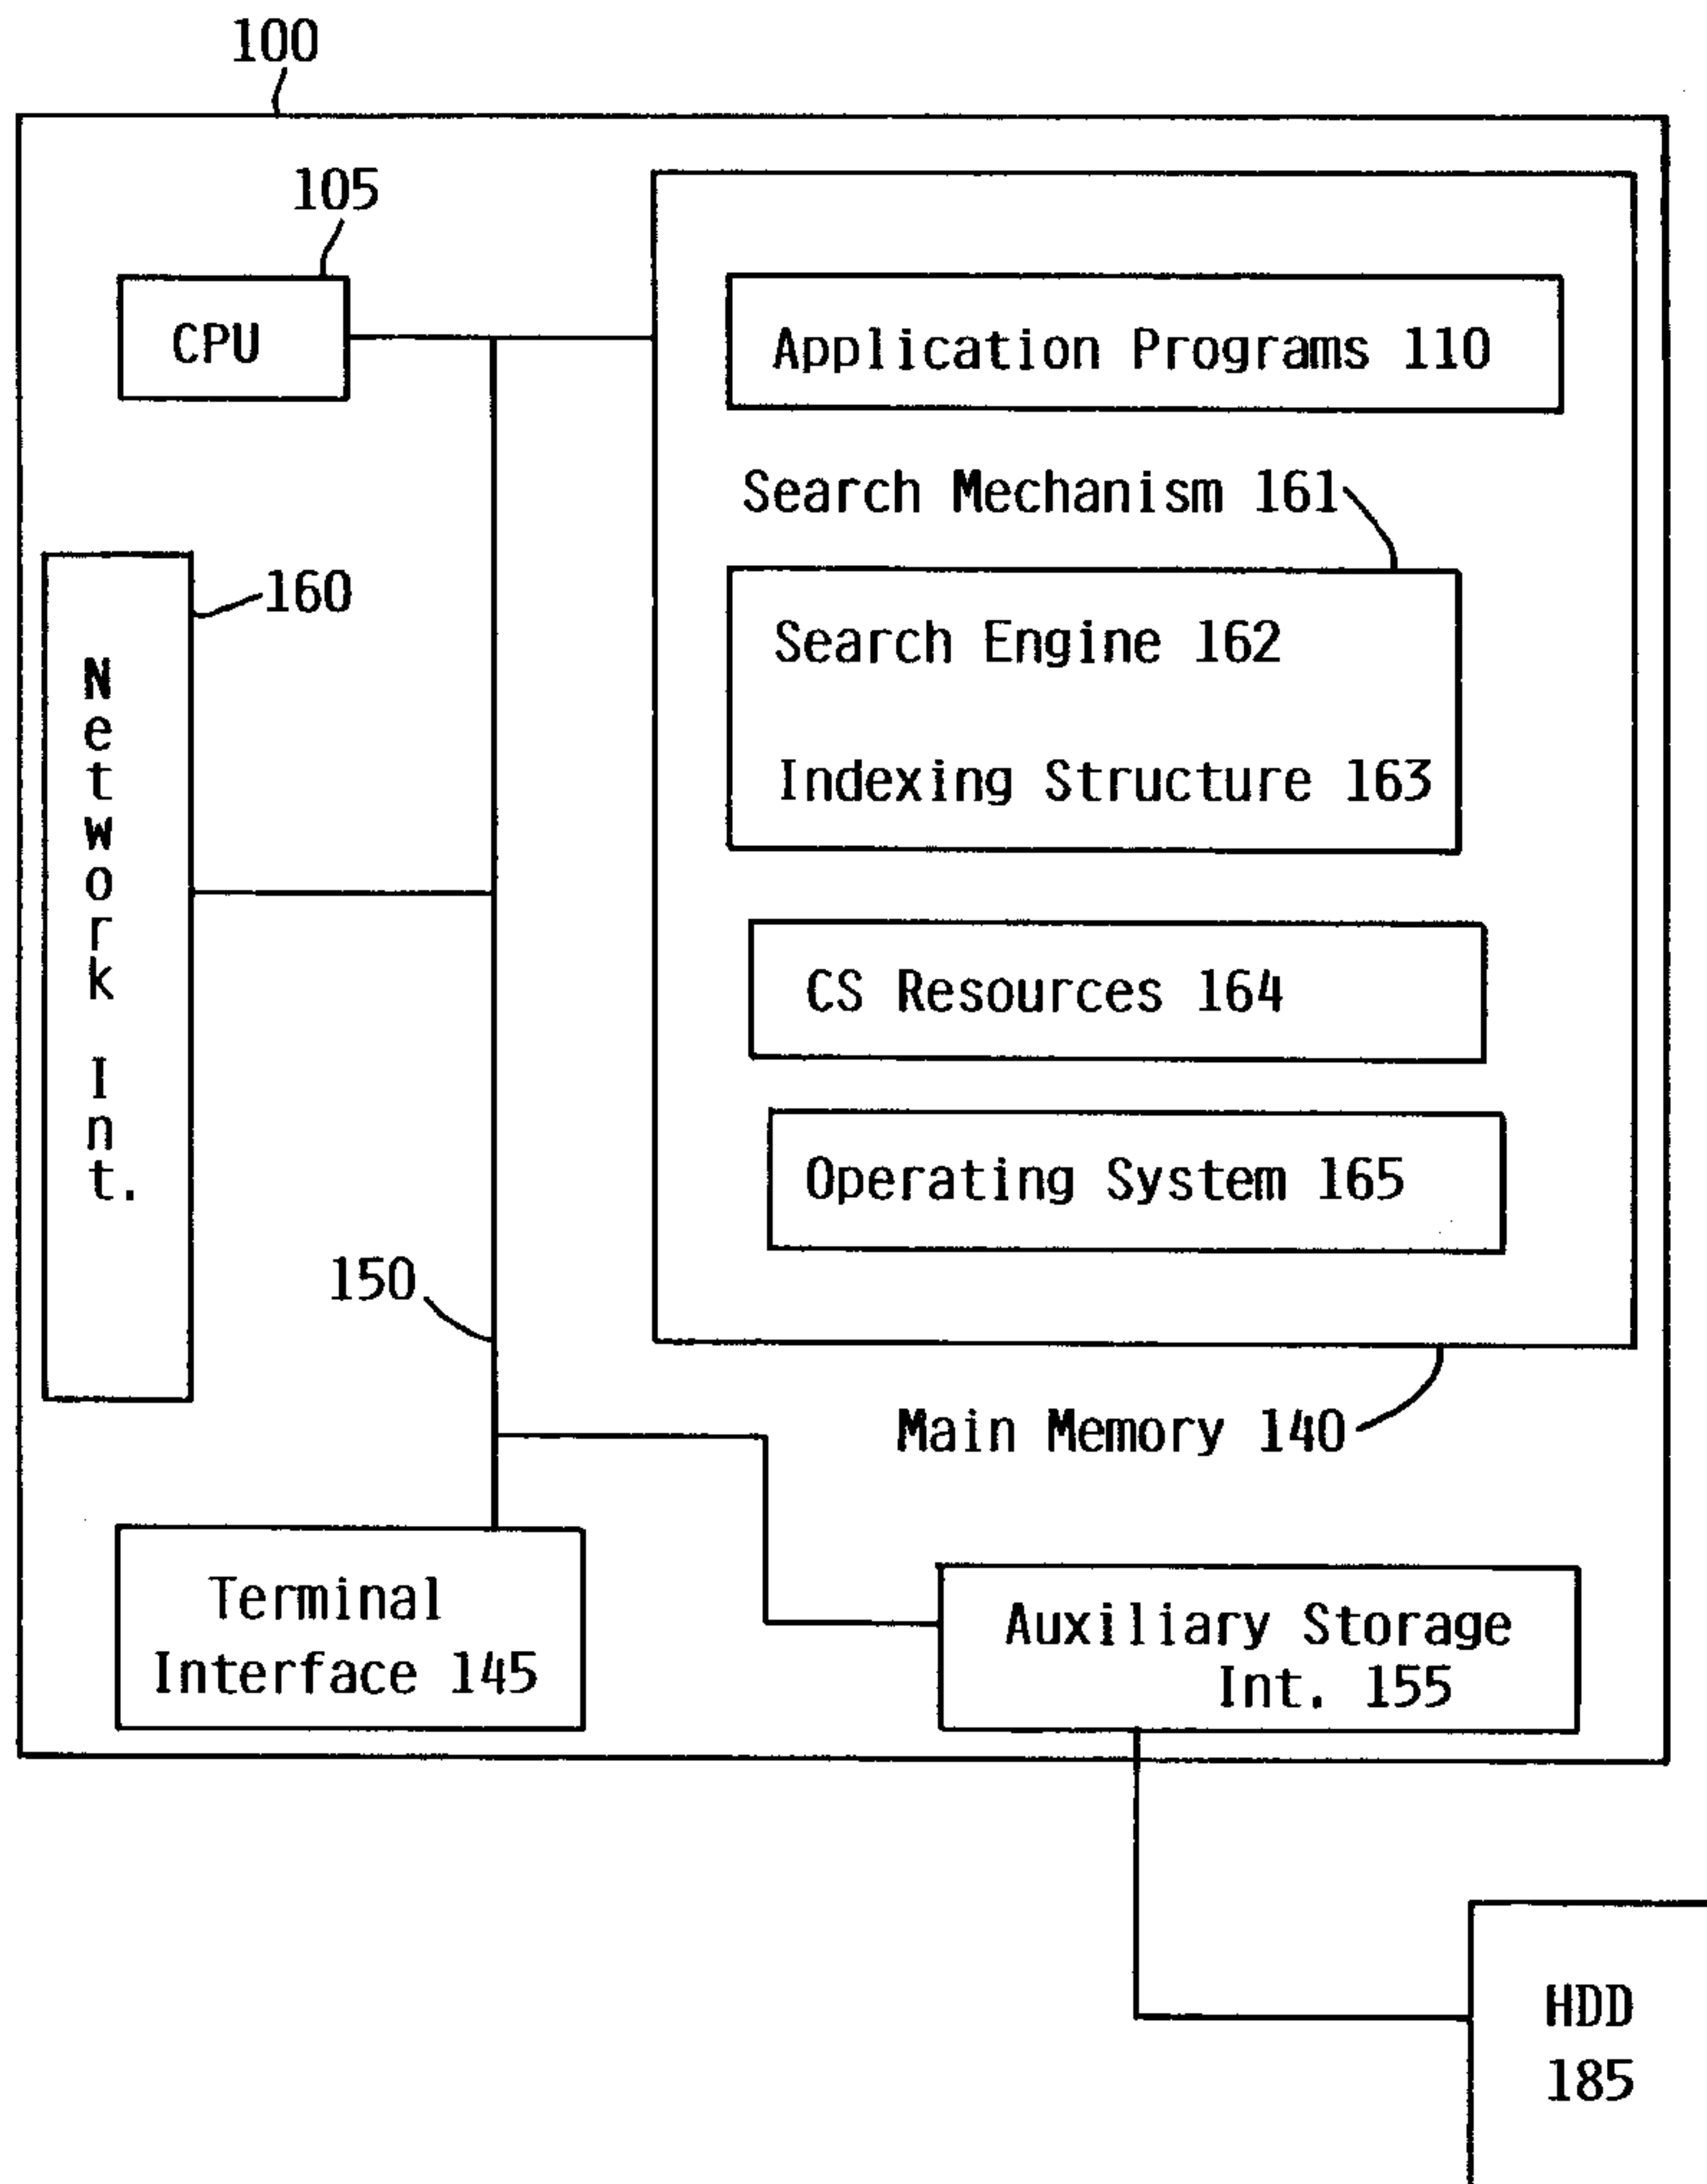 100
105
CPU
Application Programs 110
Search Mechanism 161
160
Search Engine 162
Indexing Structure 163
Network Int.
CS Resources 164
Operating System 165
150
Main Memory 140
Terminal
Interface 145
Auxiliary Storage
Int. 155
HDD
185